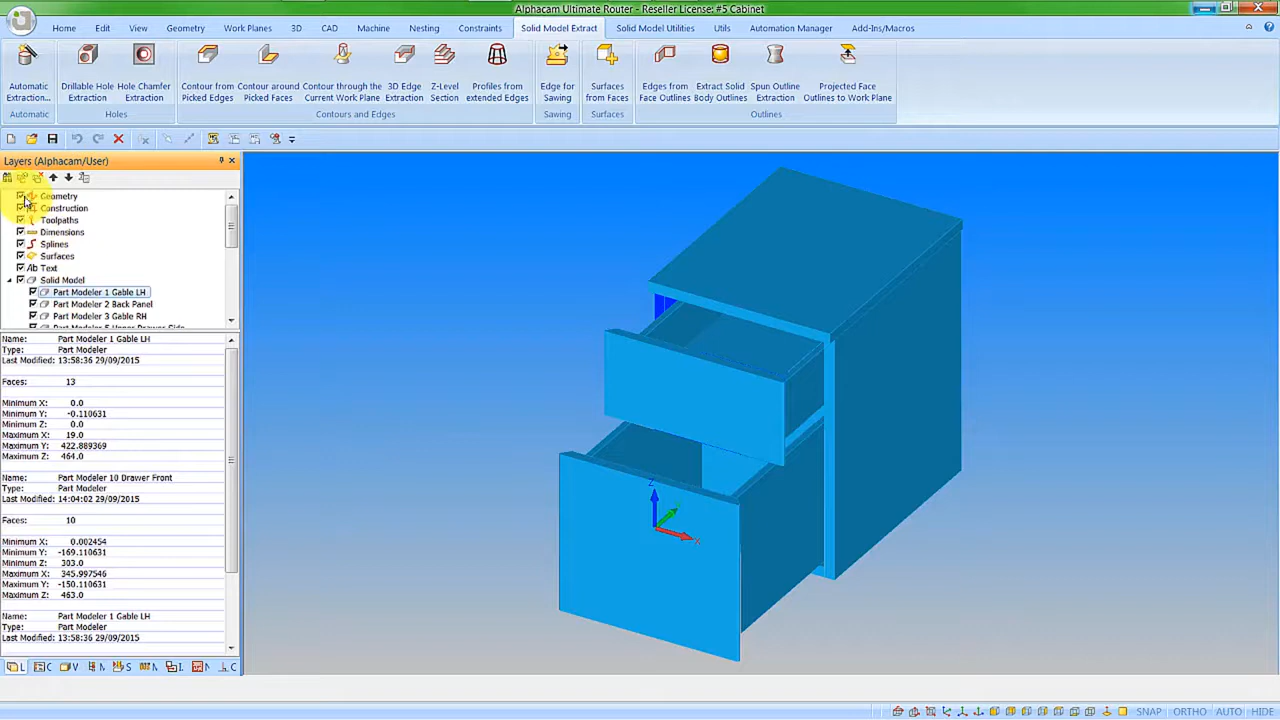 Alphacam Ultimate Router - Reseller License: #5 Cabinet
Home Edit View Geometry Work Planes 3D CAD Machine Nesting Constraints Solid Model Extract Solid Model Utilities Utils Automation Manager Add-Ins/Macros
Automatic Extraction... Drillable Hole Extraction Hole Chamfer Extraction Contour from Picked Edges Contour around Picked Faces Contour through the Current Work Plane 3D Edge Extraction Z-Level Section Profiles from extended Edges Edge for Sawing Surfaces from Faces Edges from Face Outlines Extract Solid Body Outlines Spun Outline Extraction Projected Face Outlines to Work Plane
Automatic Holes Contours and Edges Sawing Surfaces Outlines
Layers (Alphacam/User)
Geometry
Construction
Toolpaths
Dimensions
Splines
Surfaces
Ab Text
Solid Model
Part Modeler 1 Gable LH
Part Modeler 2 Back Panel
Part Modeler 3 Gable RH
Part Modeler 5 Upper Drawer Side
Name: Part Modeler 1 Gable LH
Type: Part Modeler
Last Modified: 13:58:36 29/09/2015
Faces: 13
Minimum X: 0.0
Minimum Y: -0.110631
Minimum Z: 0.0
Maximum X: 19.0
Maximum Y: 422.889369
Maximum Z: 464.0
Name: Part Modeler 10 Drawer Front
Type: Part Modeler
Last Modified: 14:04:02 29/09/2015
Faces: 10
Minimum X: 0.002454
Minimum Y: -169.110631
Minimum Z: 303.0
Maximum X: 345.997546
Maximum Y: -150.110631
Maximum Z: 463.0
Name: Part Modeler 1 Gable LH
Type: Part Modeler
Last Modified: 13:58:36 29/09/2015
Z
X
SNAP ORTHO AUTO HIDE